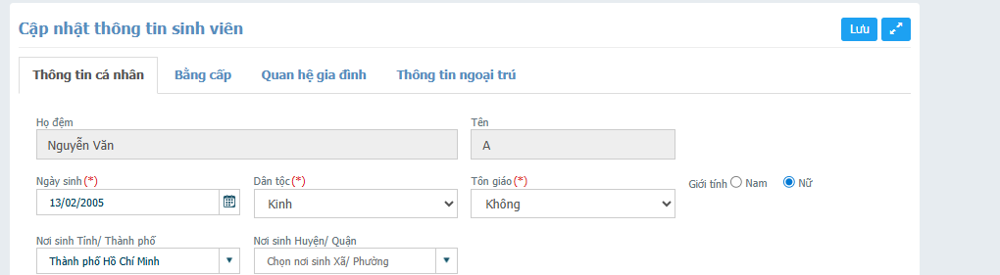 Cập nhật thông tin sinh viên Lưu
Thông tin cá nhân Bằng cấp Quan hệ gia đình Thông tin ngoại trú
Họ đệm Tên
Nguyễn Văn A
Ngày sinh (*) Dân tộc (*) Tôn giáo (*) Giới tính Nam Nữ
13/02/2005 Kinh Không
Nơi sinh Tỉnh/ Thành phố Nơi sinh Huyện/ Quận
Thành phố Hồ Chí Minh Chọn nơi sinh Xã/ Phường